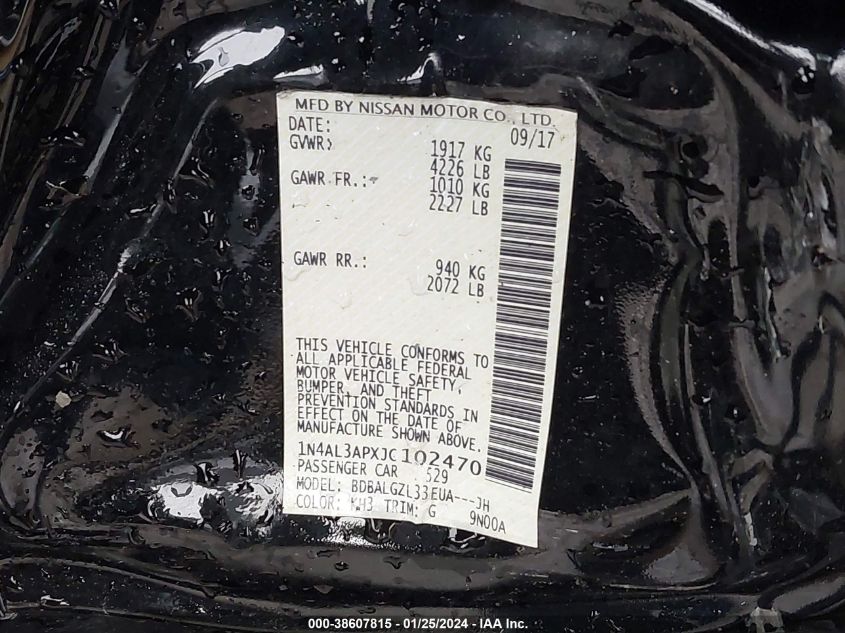 MFD BY NISSAN MOTOR CO., LTD.
DATE: 09/17
GVWR: 1917 KG
4226 LB
GAWR FR.: 1010 KG
2227 LB
GAWR RR.: 940 KG
2072 LB
THIS VEHICLE CONFORMS TO
ALL APPLICABLE FEDERAL
MOTOR VEHICLE SAFETY,
BUMPER, AND THEFT
PREVENTION STANDARDS IN
EFFECT ON THE DATE OF
MANUFACTURE SHOWN ABOVE.
1N4AL3APXJC102470
PASSENGER CAR 529
MODEL: BDBALGZL33EUA---JH
COLOR: KH3 TRIM: G 9N00A
000-38607815 - 01/25/2024 - IAA Inc.